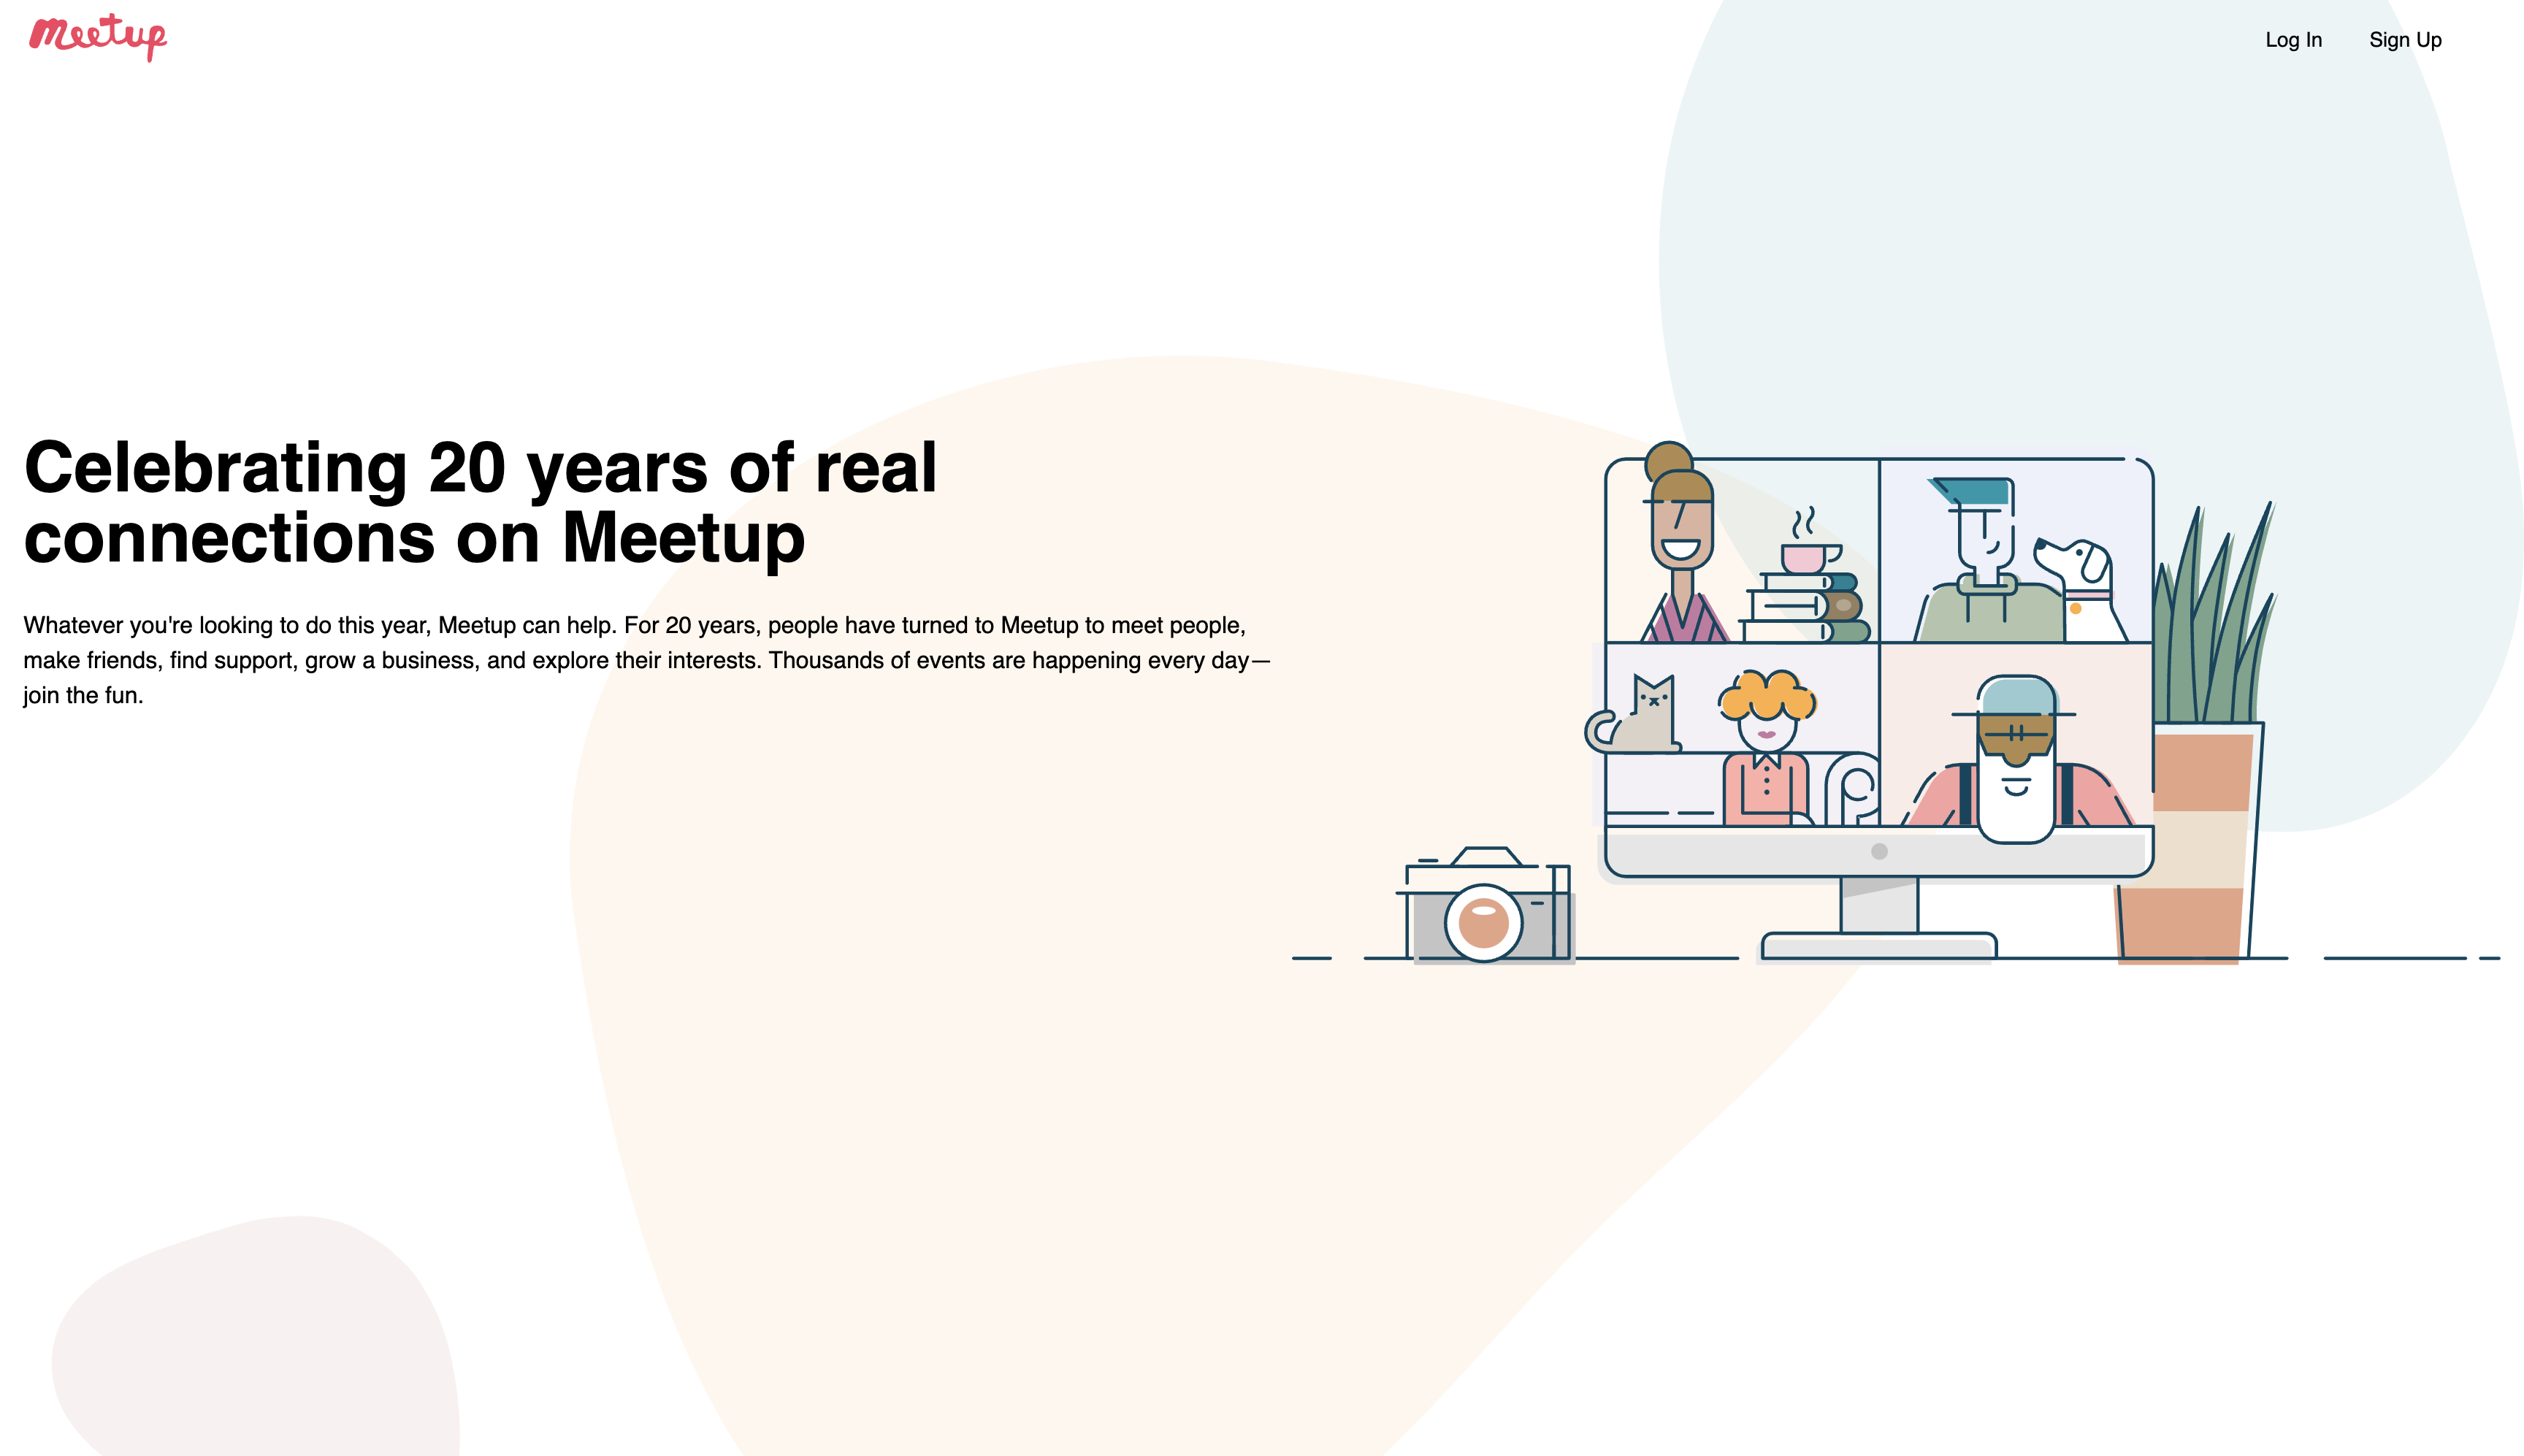 Meetup
Log In
Sign Up
Celebrating 20 years of real
connections on Meetup
Whatever you're looking to do this year, Meetup can help. For 20 years, people have turned to Meetup to meet people,
make friends, find support, grow a business, and explore their interests. Thousands of events are happening every day—
join the fun.